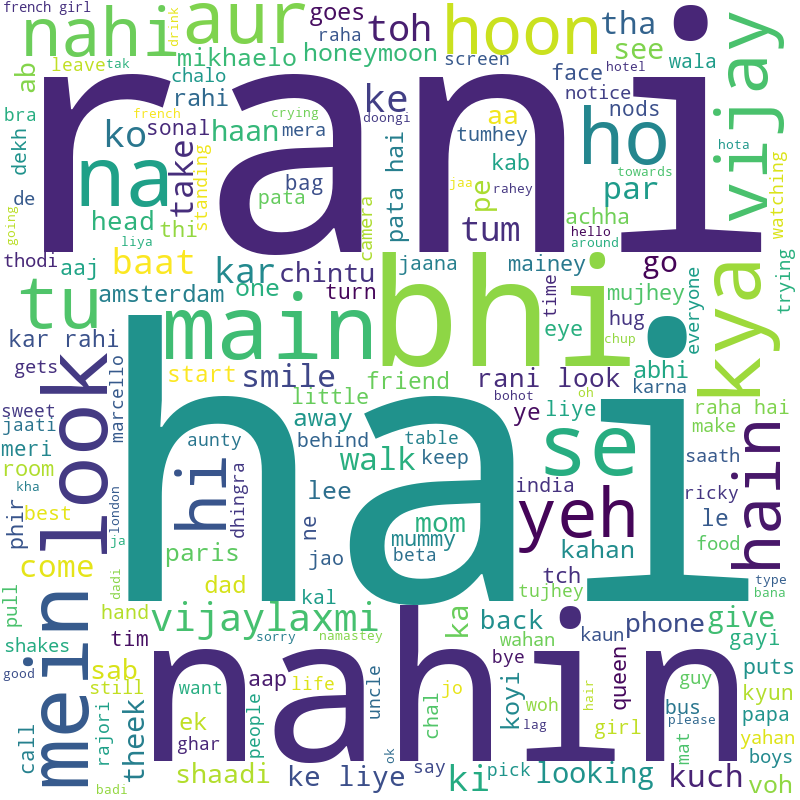 french girl
nahi
aur
drink
toh
goes
raha
honeymoon
hoon
tha
see
wala
vijay
leave
tak
mikhaelo
chalo
screen
face
hotel
ab
rani
rahi
ke
notice
nods
bra
french
crying
doongi
ko
sonal
haan
mera
aa
tumhey
ho
hota
dekh
na
take
standing
bag
pata
camera
pata hai
pe
kab
jaa
rahey
towards
par
watching
de
head
thi
tum
achha
hello
around
going
liya
thodi
aaj
baat
kar
chintu
jaana
mainey
go
kya
trying
tu
amsterdam
one
turn
bhi
time
mujhey
everyone
main
eye
hug
chup
kar rahi
gets
look
marcello
start
smile
friend
rani look
abhi
karna
little
bohot
oh
sweet
jaati
away
ye
liye
raha hai
make
meri
aunty
behind
table
walk
keep
se
hain
saath
room
hi
dhingra
hai
kha
london
lee
india
ricky
phir
best
ne
mom
yeh
le
food
ja
paris
jao
mummy
beta
kahan
come
dadi
dad
kal
tch
tujhey
type
bana
mein
pull
hand
vijaylaxmi
ka
back
wahan
kaun
phone
give
shakes
tim
sorry
namastey
nahin
bye
queen
gayi
good
sab
aap
uncle
life
want
jo
koyi
woh
hair
guy
puts
kyun
call
still
rajori
theek
ek
people
chal
girl
bus
please
papa
ghar
lag
mat
yahan
badi
shaadi
ke liye
ok
say
ki
pick
looking
kuch
boys
voh